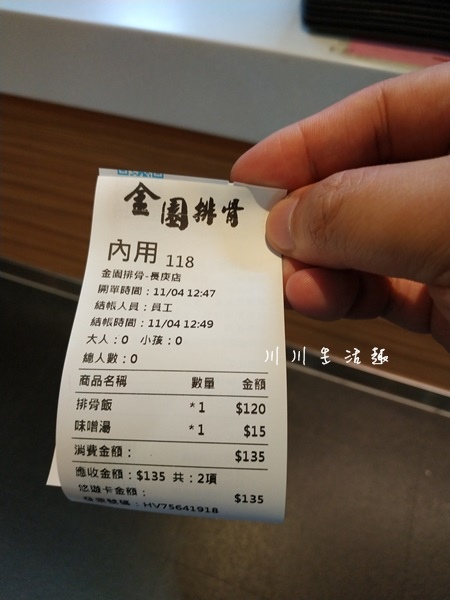 金園排骨
內用 118
金園排骨-長庚店
開單時間：11/04 12:47
結帳人員：員工
結帳時間：11/04 12:49
大人：0 小孩：0
總人數：0
商品名稱 數量 金額
排骨飯 *1 $120
味噌湯 *1 $15
消費金額： $135
應收金額：$135 共：2項
悠遊卡金額： $135
發票號碼：HV75641918
川川生活趣